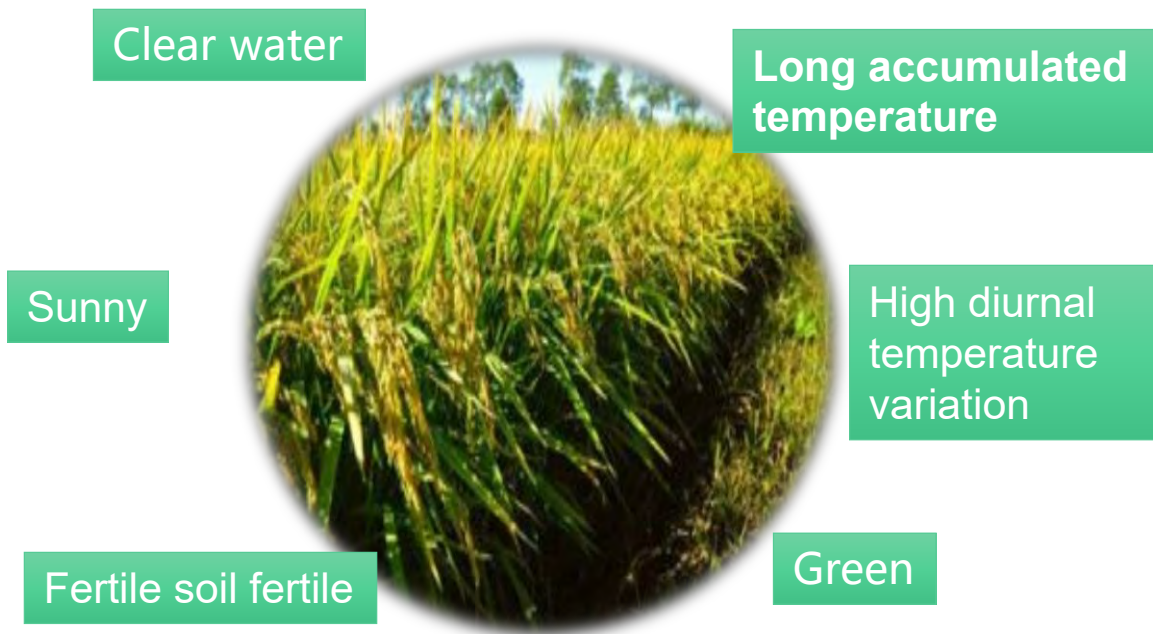 Clear water
Long accumulated
temperature
Sunny
High diurnal
temperature
variation
Fertile soil fertile
Green